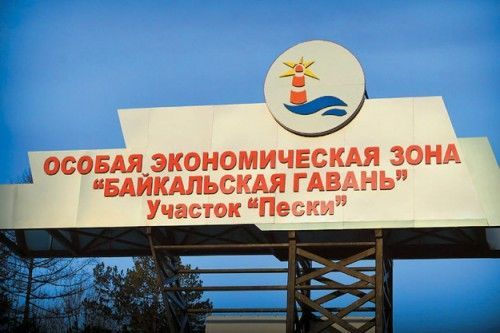 ОСОБАЯ ЭКОНОМИЧЕСКАЯ ЗОНА
"БАЙКАЛЬСКАЯ ГАВАНЬ"
Участок "Пески"